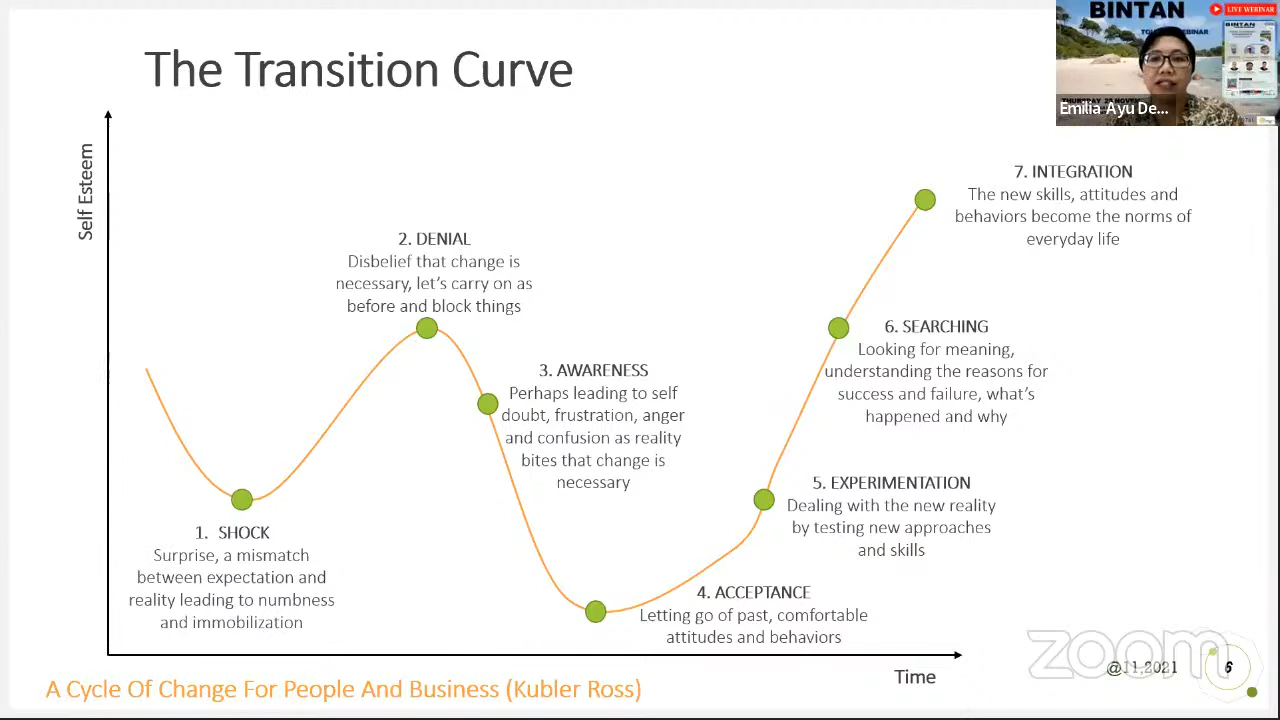 The Transition Curve
BINTAN
LIVE WEBINAR
Emilia Ayu De...
Self Esteem
7. INTEGRATION
The new skills, attitudes and
behaviors become the norms of
everyday life
2. DENIAL
Disbelief that change is
necessary, let's carry on as
before and block things
6. SEARCHING
Looking for meaning,
understanding the reasons for
success and failure, what's
happened and why
3. AWARENESS
Perhaps leading to self
doubt, frustration, anger
and confusion as reality
bites that change is
necessary
5. EXPERIMENTATION
Dealing with the new reality
by testing new approaches
and skills
1. SHOCK
Surprise, a mismatch
between expectation and
reality leading to numbness
and immobilization
4. ACCEPTANCE
Letting go of past, comfortable
attitudes and behaviors
Time
zoom
6
A Cycle Of Change For People And Business (Kubler Ross)